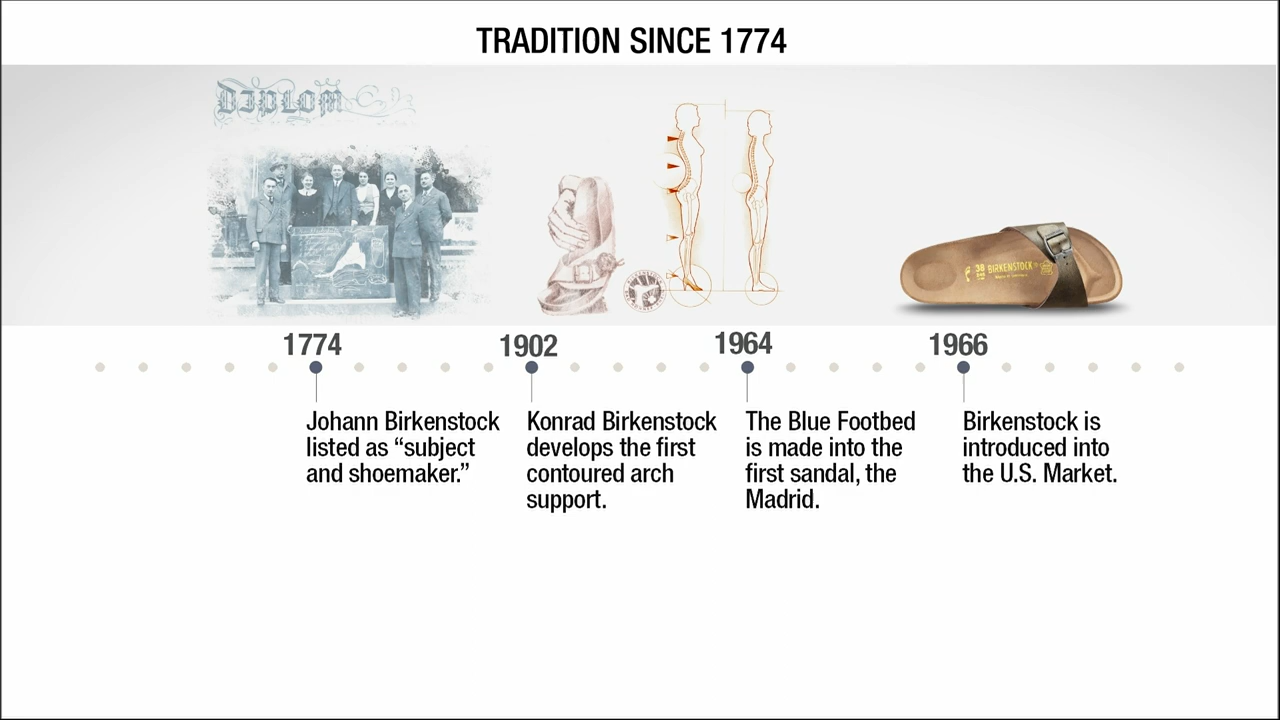 TRADITION SINCE 1774
Diplom
38
BIRKENSTOCK
1774
1902
1964
1966
Johann Birkenstock
listed as “subject
and shoemaker.”
Konrad Birkenstock
develops the first
contoured arch
support.
The Blue Footbed
is made into the
first sandal, the
Madrid.
Birkenstock is
introduced into
the U.S. Market.